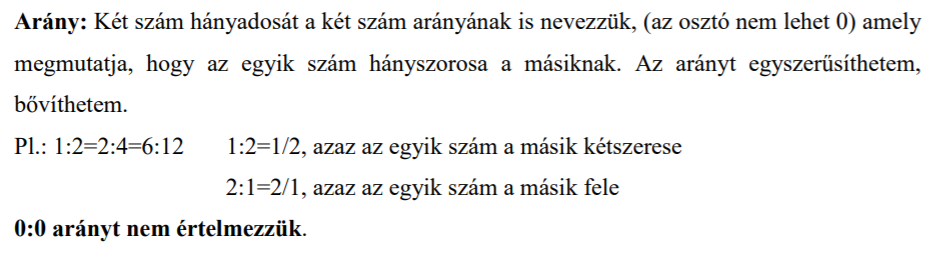 Arány: Két szám hányadosát a két szám arányának is nevezzük, (az osztó nem lehet 0) amely
megmutatja, hogy az egyik szám hányszorosa a másiknak. Az arányt egyszerűsíthetem,
bővíthetem.
Pl.: 1:2=2:4=6:12 1:2=1/2, azaz az egyik szám a másik kétszerese
2:1=2/1, azaz az egyik szám a másik fele
0:0 arányt nem értelmezzük.